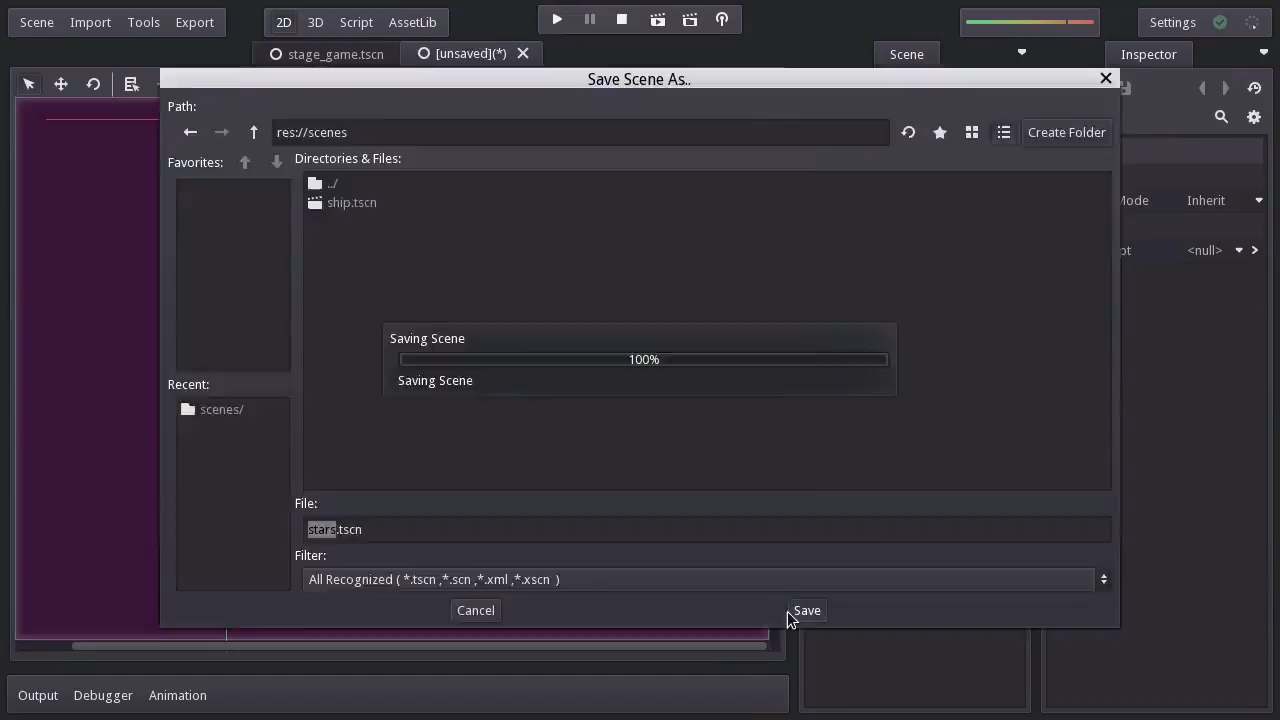 Scene Import Tools Export 2D 3D Script AssetLib Settings
stage_game.tscn [unsaved](*) Scene Inspector
Save Scene As..
Path:
res://scenes Create Folder
Favorites: Directories & Files:
../
ship.tscn
Mode Inherit
pt <null>
Saving Scene
100%
Saving Scene
Recent:
scenes/
File:
stars.tscn
Filter:
All Recognized ( *.tscn ,*.scn ,*.xml ,*.xscn )
Cancel Save
Output Debugger Animation